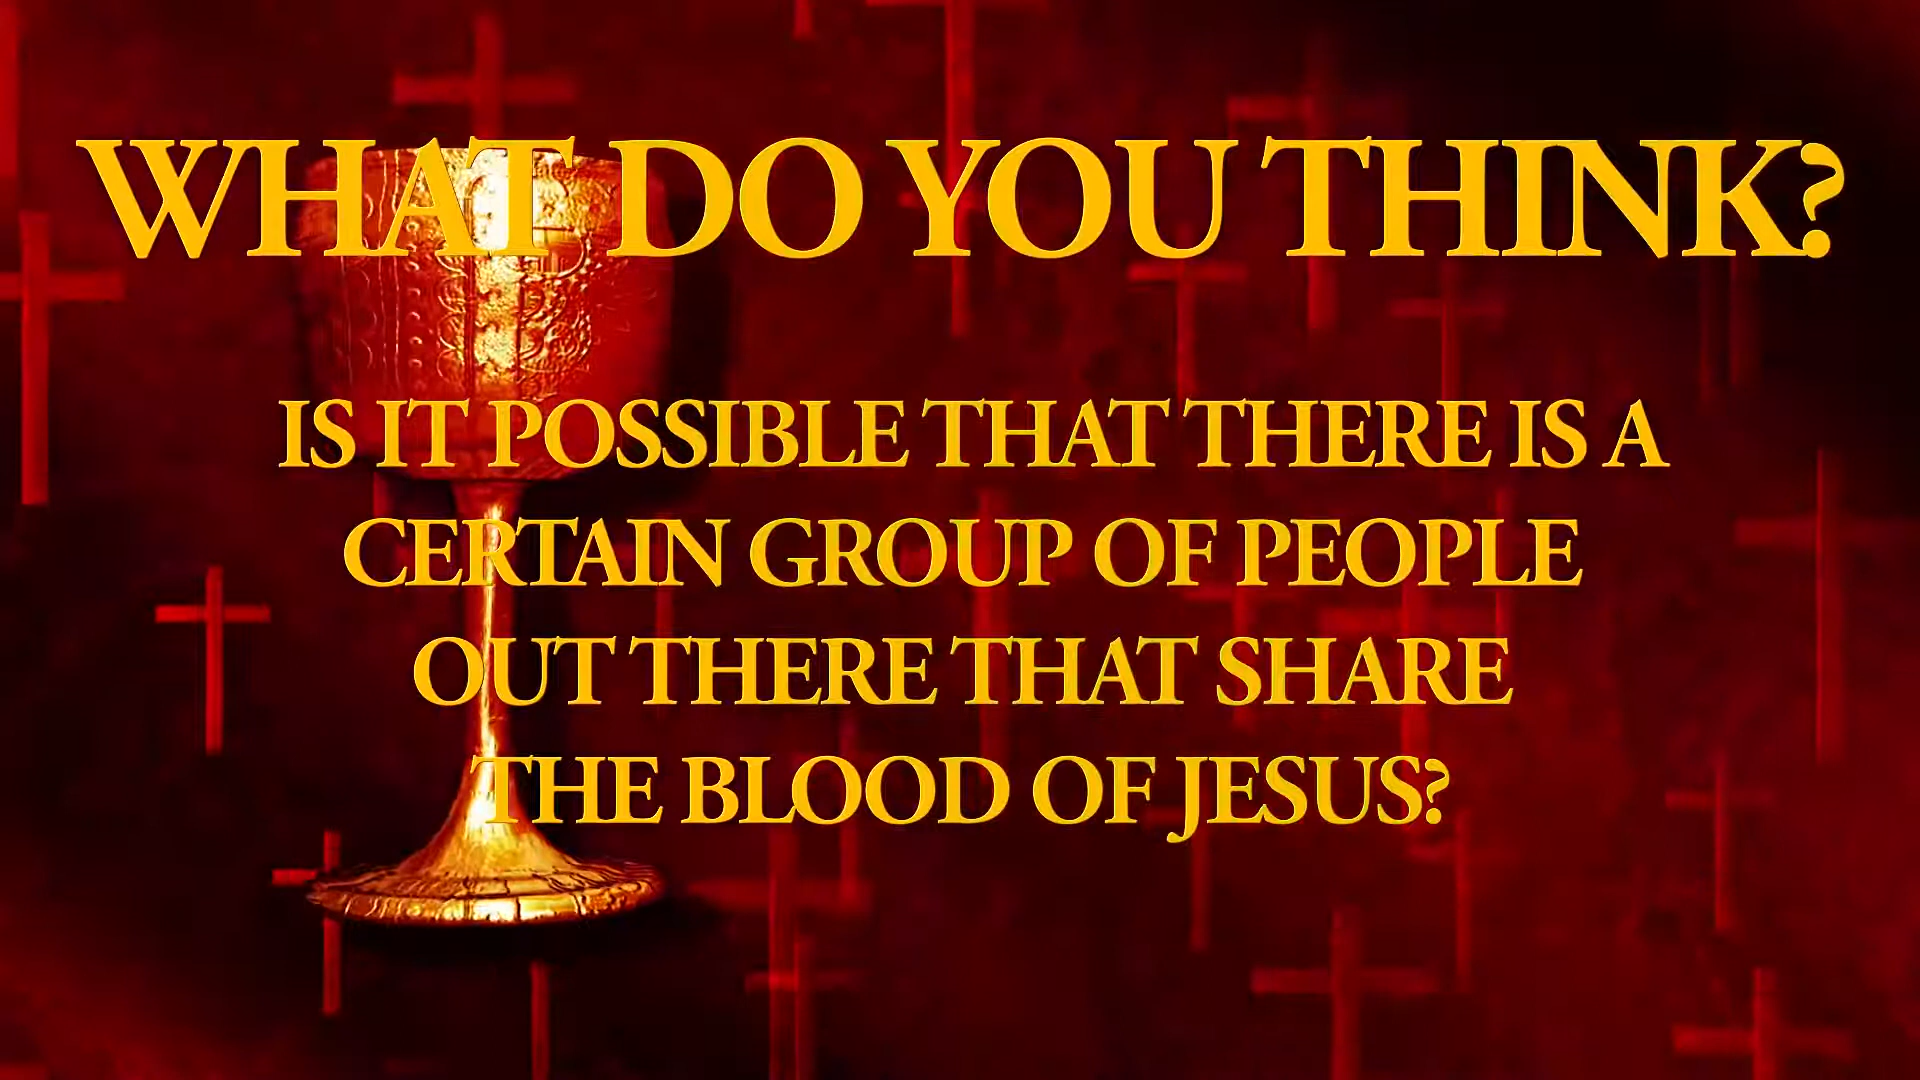 WHAT DO YOU THINK?
IS IT POSSIBLE THAT THERE IS A
CERTAIN GROUP OF PEOPLE
OUT THERE THAT SHARE
THE BLOOD OF JESUS?